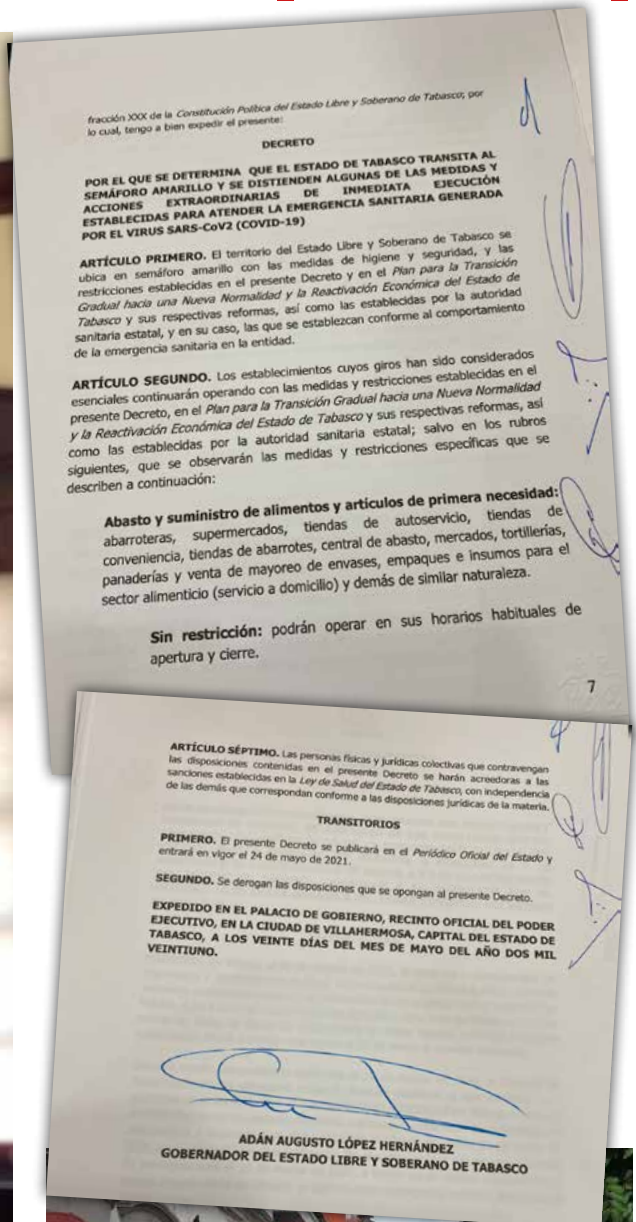 fracción XXX de la Constitución Política del Estado Libre y Soberano de Tabasco; por
lo cual, tengo a bien expedir el presente:
DECRETO
POR EL QUE SE DETERMINA QUE EL ESTADO DE TABASCO TRANSITA AL
SEMÁFORO AMARILLO Y SE DISTIENDEN ALGUNAS DE LAS MEDIDAS Y
ACCIONES EXTRAORDINARIAS DE INMEDIATA EJECUCIÓN
ESTABLECIDAS PARA ATENDER LA EMERGENCIA SANITARIA GENERADA
POR EL VIRUS SARS-CoV2 (COVID-19)
ARTÍCULO PRIMERO. El territorio del Estado Libre y Soberano de Tabasco se
ubica en semáforo amarillo con las medidas de higiene y seguridad, y las
restricciones establecidas en el presente Decreto y en el Plan para la Transición
Gradual hacia una Nueva Normalidad y la Reactivación Económica del Estado de
Tabasco y sus respectivas reformas, así como las establecidas por la autoridad
sanitaria estatal, y en su caso, las que se establezcan conforme al comportamiento
de la emergencia sanitaria en la entidad.
ARTÍCULO SEGUNDO. Los establecimientos cuyos giros han sido considerados
esenciales continuarán operando con las medidas y restricciones establecidas en el
presente Decreto, en el Plan para la Transición Gradual hacia una Nueva Normalidad
y la Reactivación Económica del Estado de Tabasco y sus respectivas reformas, así
como las establecidas por la autoridad sanitaria estatal; salvo en los rubros
siguientes, que se observarán las medidas y restricciones específicas que se
describen a continuación:
Abasto y suministro de alimentos y artículos de primera necesidad:
abarroteras, supermercados, tiendas de autoservicio, tiendas de
conveniencia, tiendas de abarrotes, central de abasto, mercados, tortillerías,
panaderías y venta de mayoreo de envases, empaques e insumos para el
sector alimenticio (servicio a domicilio) y demás de similar naturaleza.
Sin restricción: podrán operar en sus horarios habituales de
apertura y cierre.
7
ARTÍCULO SÉPTIMO. Las personas físicas y jurídicas colectivas que contravengan
las disposiciones contenidas en el presente Decreto se harán acreedoras a las
sanciones establecidas en la Ley de Salud del Estado de Tabasco, con independencia
de las demás que correspondan conforme a las disposiciones jurídicas de la materia.
TRANSITORIOS
PRIMERO. El presente Decreto se publicará en el Periódico Oficial del Estado y
entrará en vigor el 24 de mayo de 2021.
SEGUNDO. Se derogan las disposiciones que se opongan al presente Decreto.
EXPEDIDO EN EL PALACIO DE GOBIERNO, RECINTO OFICIAL DEL PODER
EJECUTIVO, EN LA CIUDAD DE VILLAHERMOSA, CAPITAL DEL ESTADO DE
TABASCO, A LOS VEINTE DÍAS DEL MES DE MAYO DEL AÑO DOS MIL
VEINTIUNO.
ADÁN AUGUSTO LÓPEZ HERNÁNDEZ
GOBERNADOR DEL ESTADO LIBRE Y SOBERANO DE TABASCO